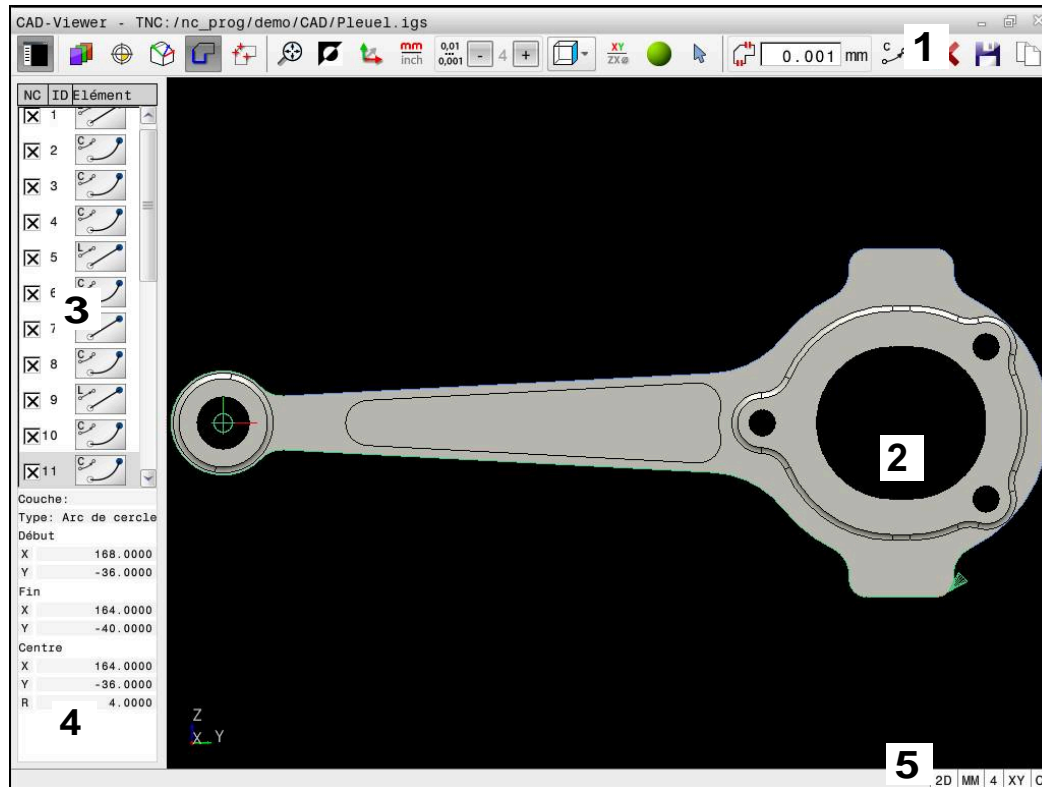 CAD-Viewer - TNC:/nc_prog/demo/CAD/Pleuel.igs
mm
inch
0,01
0,001
- 4 +
XY
ZXø
0.001 mm
C
1
NC ID Elément
1
2 C
3 C
4 C
5 L
6 C
3
7
8 C
9 L
10 C
11 C
Couche:
Type: Arc de cercle
Début
X 168.0000
Y -36.0000
Fin
X 164.0000
Y -40.0000
Centre
X 164.0000
Y -36.0000
R 4.0000
4
2
Z
X Y
5
2D MM 4 XY